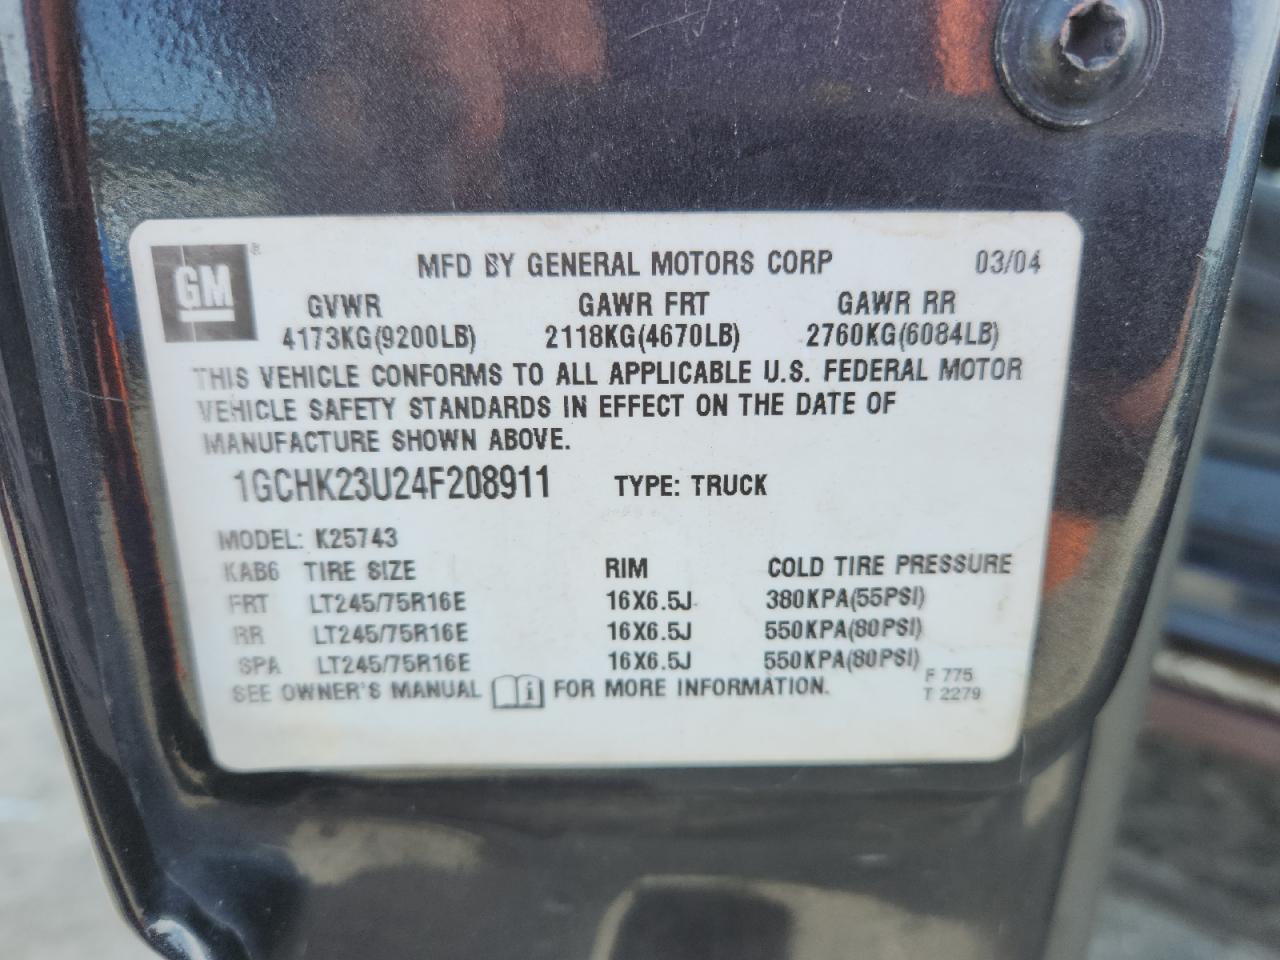 GM ®
MFD BY GENERAL MOTORS CORP 03/04
GVWR GAWR FRT GAWR RR
4173KG(9200LB) 2118KG(4670LB) 2760KG(6084LB)
THIS VEHICLE CONFORMS TO ALL APPLICABLE U.S. FEDERAL MOTOR
VEHICLE SAFETY STANDARDS IN EFFECT ON THE DATE OF
MANUFACTURE SHOWN ABOVE.
1GCHK23U24F208911 TYPE: TRUCK
MODEL: K25743
KAB6 TIRE SIZE RIM COLD TIRE PRESSURE
FRT LT245/75R16E 16X6.5J 380KPA(55PSI)
RR LT245/75R16E 16X6.5J 550KPA(80PSI)
SPA LT245/75R16E 16X6.5J 550KPA(80PSI)
SEE OWNER'S MANUAL i FOR MORE INFORMATION.
F 775
T 2279